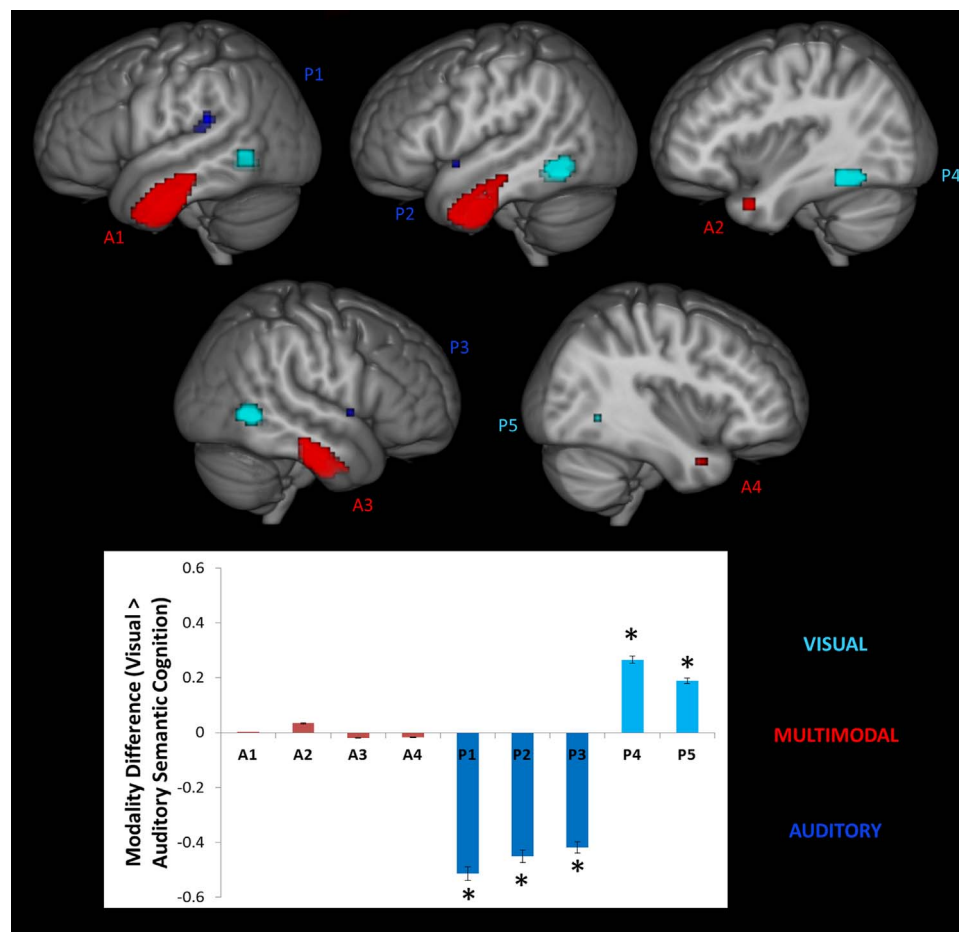 P1
P2
P4
A1
A2
P3
P5
A3
A4
Modality Difference (Visual >
Auditory Semantic Cognition)
0.6
0.4
0.2
0
-0.2
-0.4
-0.6
A1 A2 A3 A4 P1 P2 P3 P4 P5
* * * * *
VISUAL
MULTIMODAL
AUDITORY